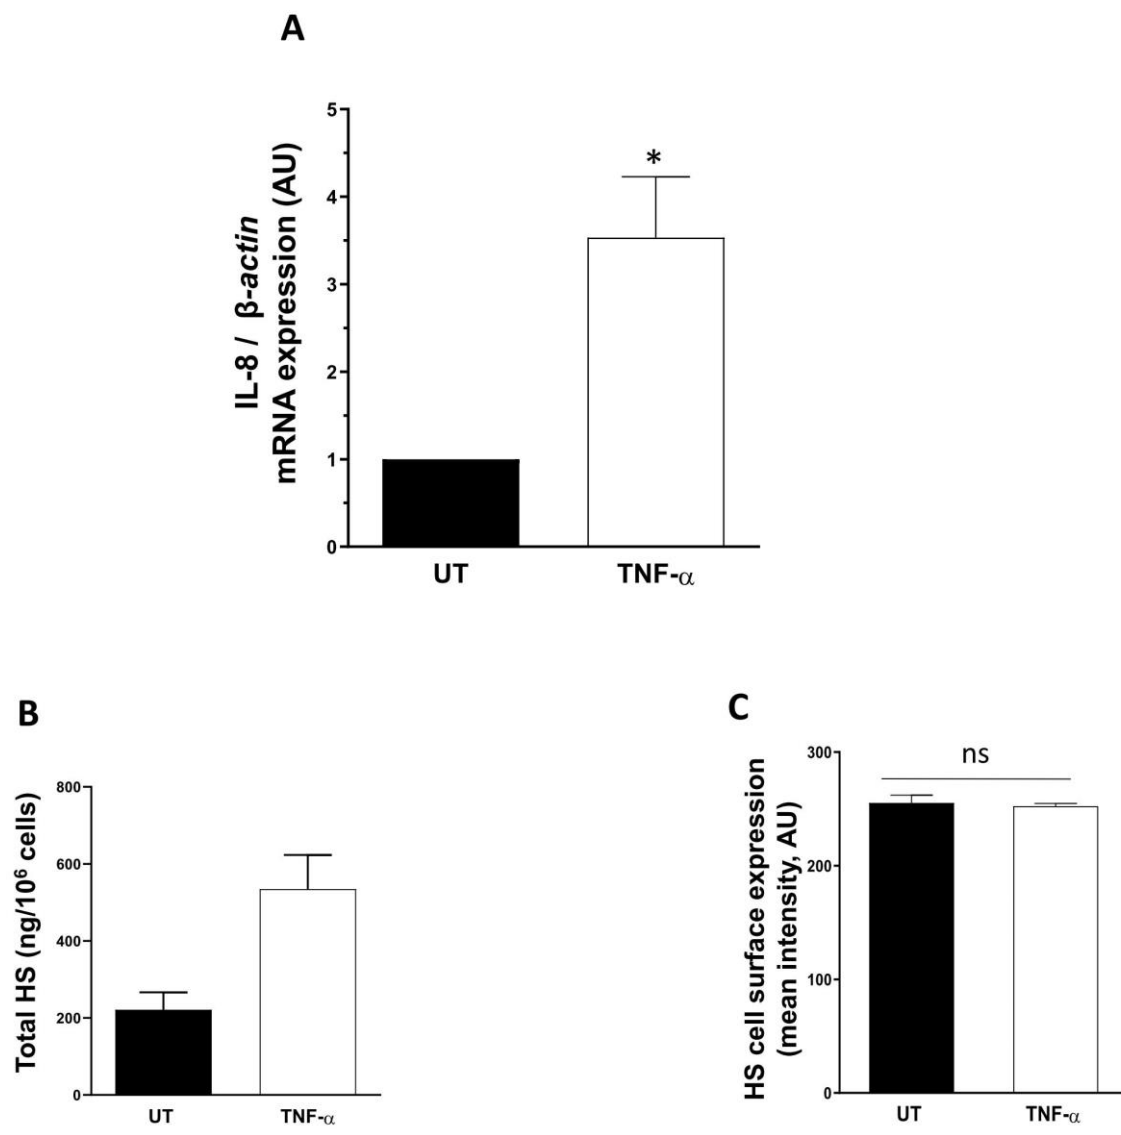 A
IL-8 / β-actin
mRNA expression (AU)
5
4
3
2
1
0
*
UT
TNF-α
B
Total HS (ng/10⁶ cells)
800
600
400
200
0
UT
TNF-α
C
HS cell surface expression
(mean intensity, AU)
300
200
100
0
ns
UT
TNF-α